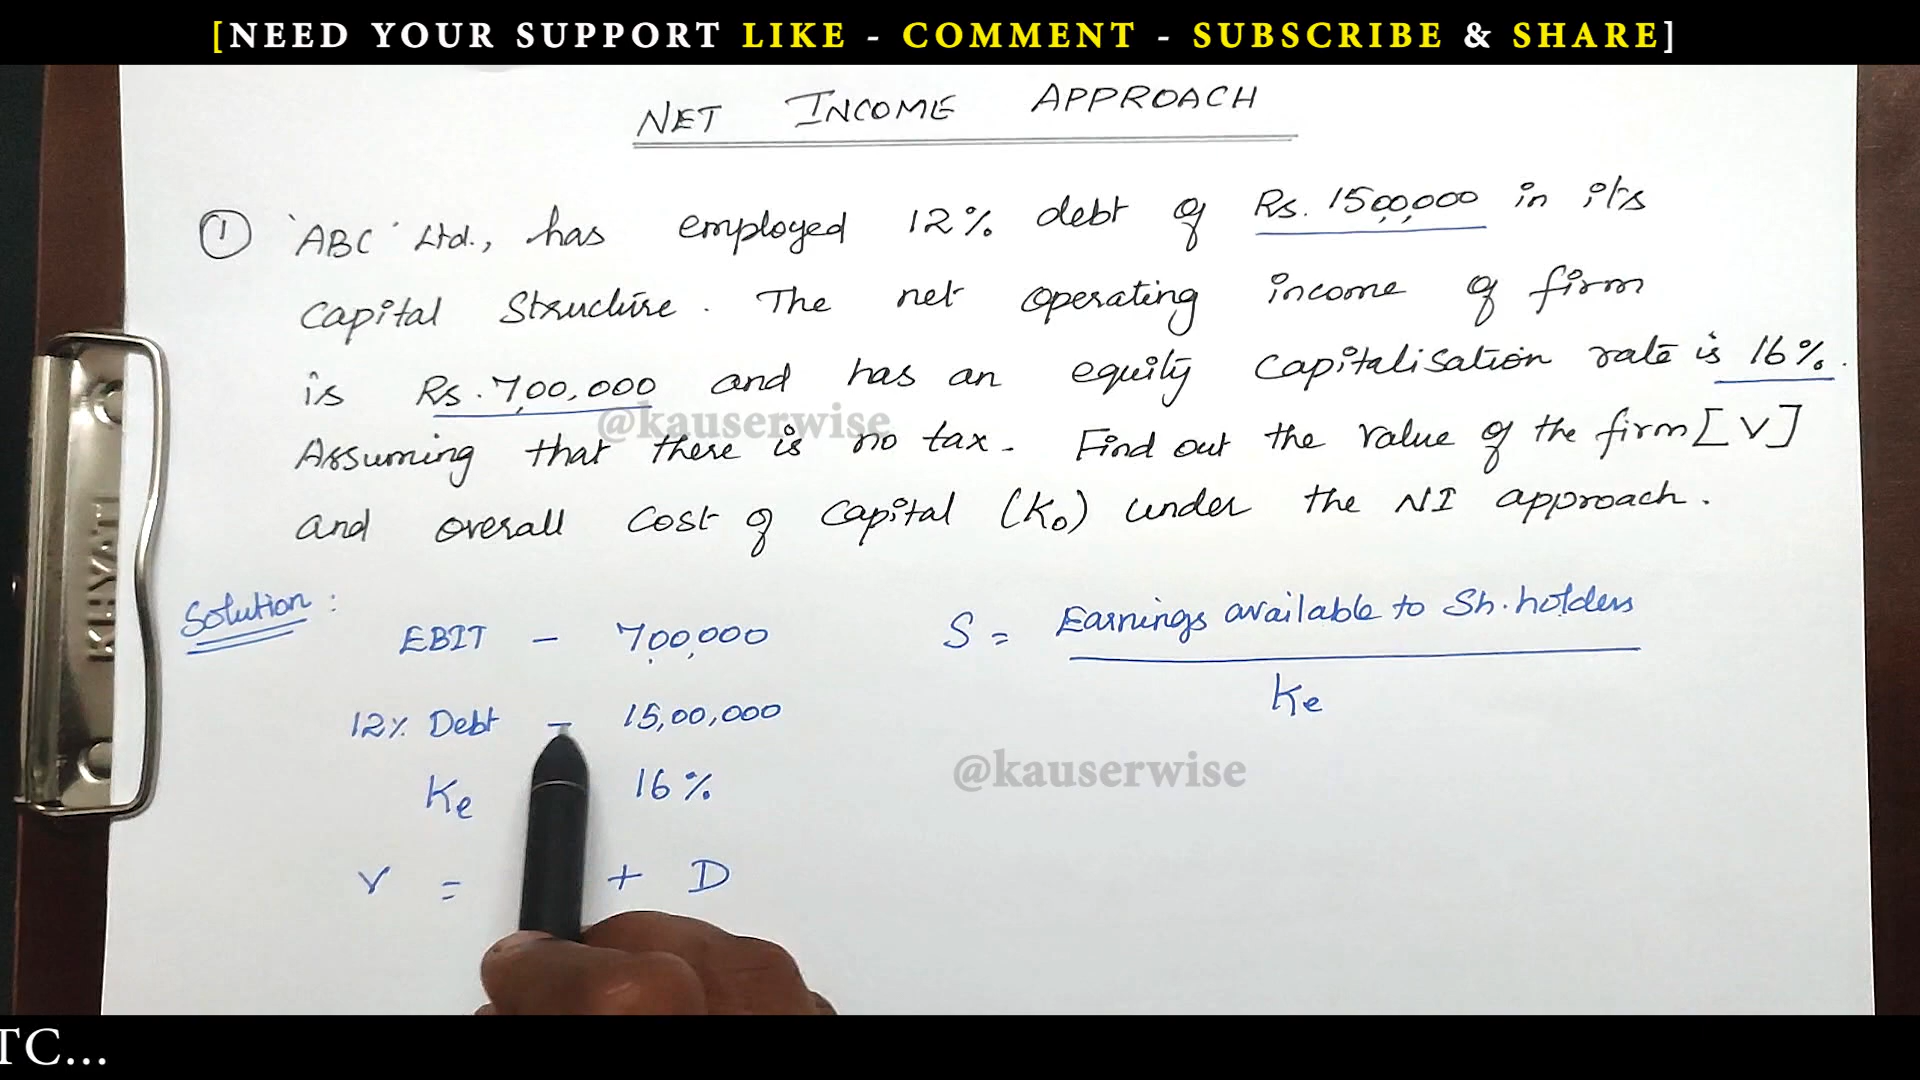 [NEED YOUR SUPPORT LIKE - COMMENT - SUBSCRIBE & SHARE]
NET INCOME APPROACH
① 'ABC' Ltd., has employed 12% debt of Rs. 1500,000 in its
Capital Structure. The net operating income of firm
is Rs. 7,00,000 and has an equity capitalisation rate is 16%.
@kauserwise
Assuming that there is no tax. Find out the value of the firm [V]
and overall cost of capital (Ko) under the NI approach.
Solution:
EBIT - 7,00,000
12% Debt - 15,00,000
Ke 16%
V = + D
S = Earnings available to Sh. holders
Ke
@kauserwise
KEYAT
TC...